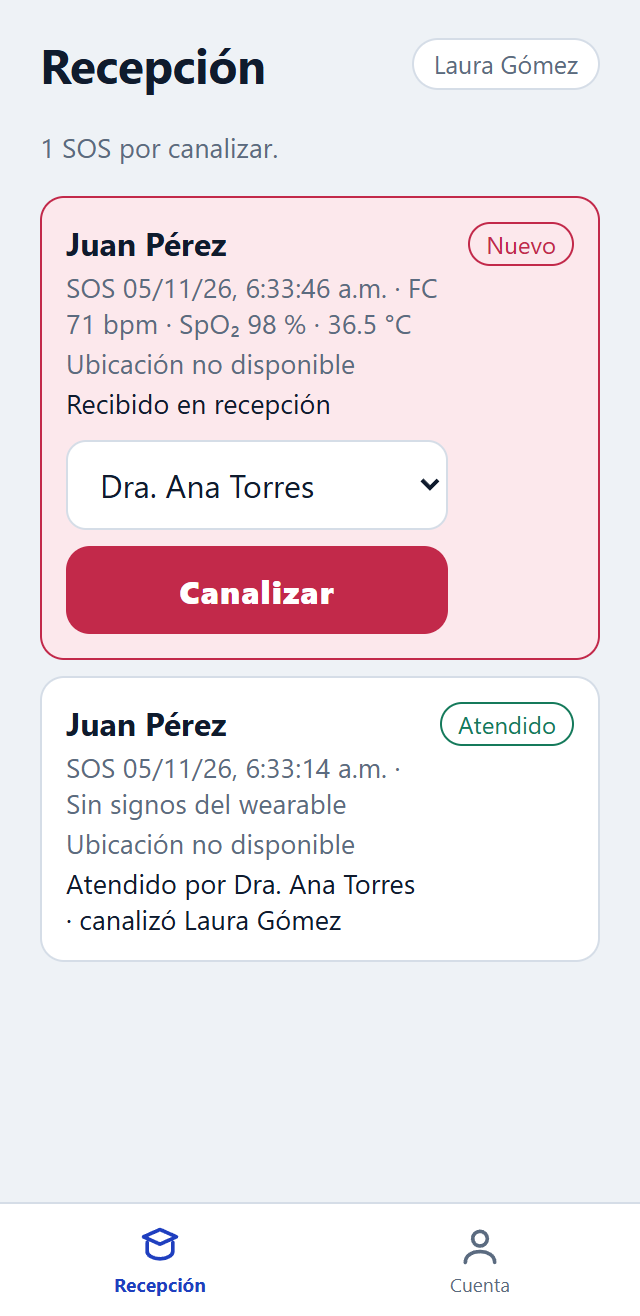 Recepción
Laura Gómez
1 SOS por canalizar.
Juan Pérez
Nuevo
SOS 05/11/26, 6:33:46 a.m. · FC
71 bpm · SpO₂ 98 % · 36.5 °C
Ubicación no disponible
Recibido en recepción
Dra. Ana Torres
Canalizar
Juan Pérez
Atendido
SOS 05/11/26, 6:33:14 a.m. ·
Sin signos del wearable
Ubicación no disponible
Atendido por Dra. Ana Torres
· canalizó Laura Gómez
Recepción
Cuenta